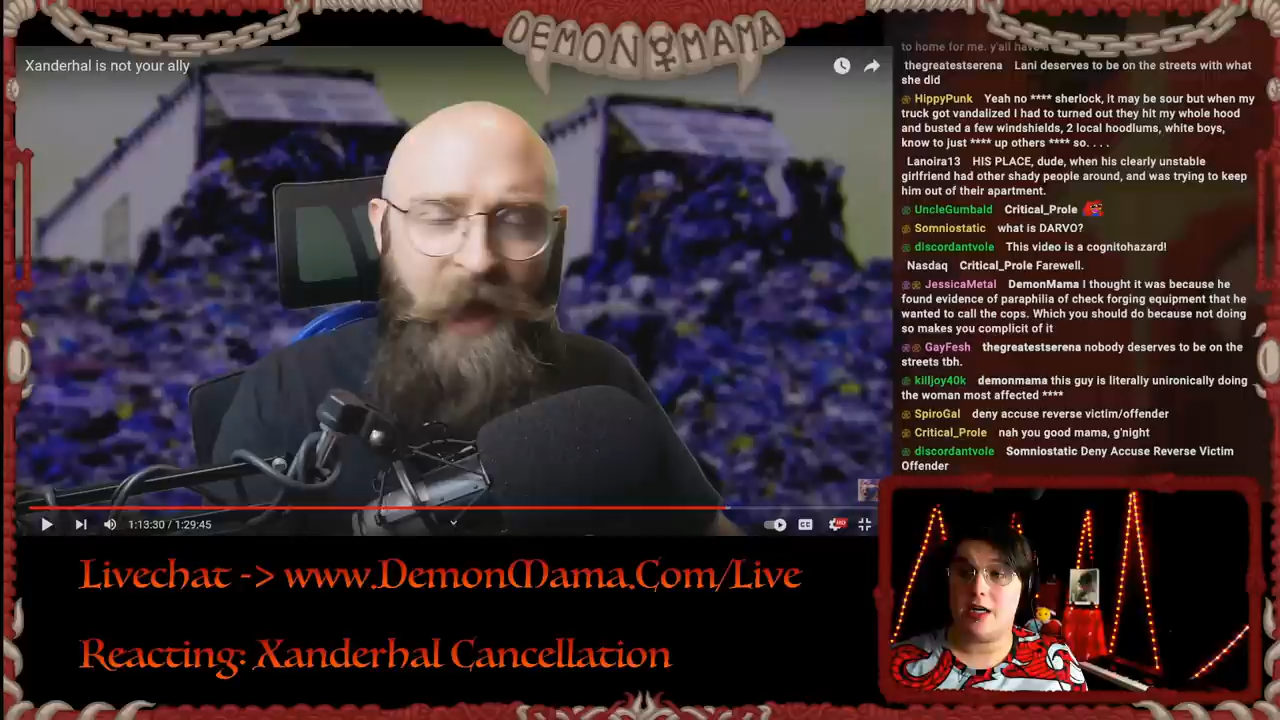 DEMON MAMA
Xanderhal is not your ally
to home for me. y'all have a
thegreatestserena Lani deserves to be on the streets with what
she did
HippyPunk Yeah no **** sherlock, it may be sour but when my
truck got vandalized I had to turned out they hit my whole hood
and busted a few windshields, 2 local hoodlums, white boys,
know to just **** up others **** so. . . .
Lanoira13 HIS PLACE, dude, when his clearly unstable
girlfriend had other shady people around, and was trying to keep
him out of their apartment.
UncleGumbald Critical_Prole
Somniostatic what is DARVO?
discordantvole This video is a cognitohazard!
Nasdaq Critical_Prole Farewell.
JessicaMetal DemonMama I thought it was because he
found evidence of paraphilia of check forging equipment that he
wanted to call the cops. Which you should do because not doing
so makes you complicit of it
GayFesh thegreatestserena nobody deserves to be on the
streets tbh.
killjoy40k demonmama this guy is literally unironically doing
the woman most affected ****
SpiroGal deny accuse reverse victim/offender
Critical_Prole nah you good mama, g'night
discordantvole Somniostatic Deny Accuse Reverse Victim
Offender
1:13:30 / 1:29:45
CC
HD
Livechat -> www.DemonMama.Com/Live
Reacting: Xanderhal Cancellation